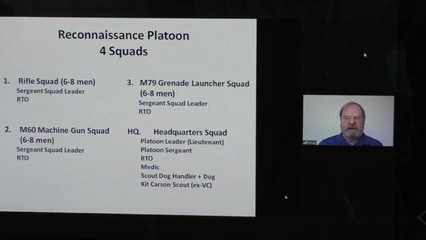 Reconnaissance Platoon
4 Squads
1. Rifle Squad (6-8 men)
Sergeant Squad Leader
RTO
2. M60 Machine Gun Squad
(6-8 men)
Sergeant Squad Leader
RTO
3. M79 Grenade Launcher Squad
(6-8 men)
Sergeant Squad Leader
RTO
HQ. Headquarters Squad
Platoon Leader (Lieutenant)
Platoon Sergeant
RTO
Medic
Scout Dog Handler + Dog
Kit Carson Scout (ex-VC)